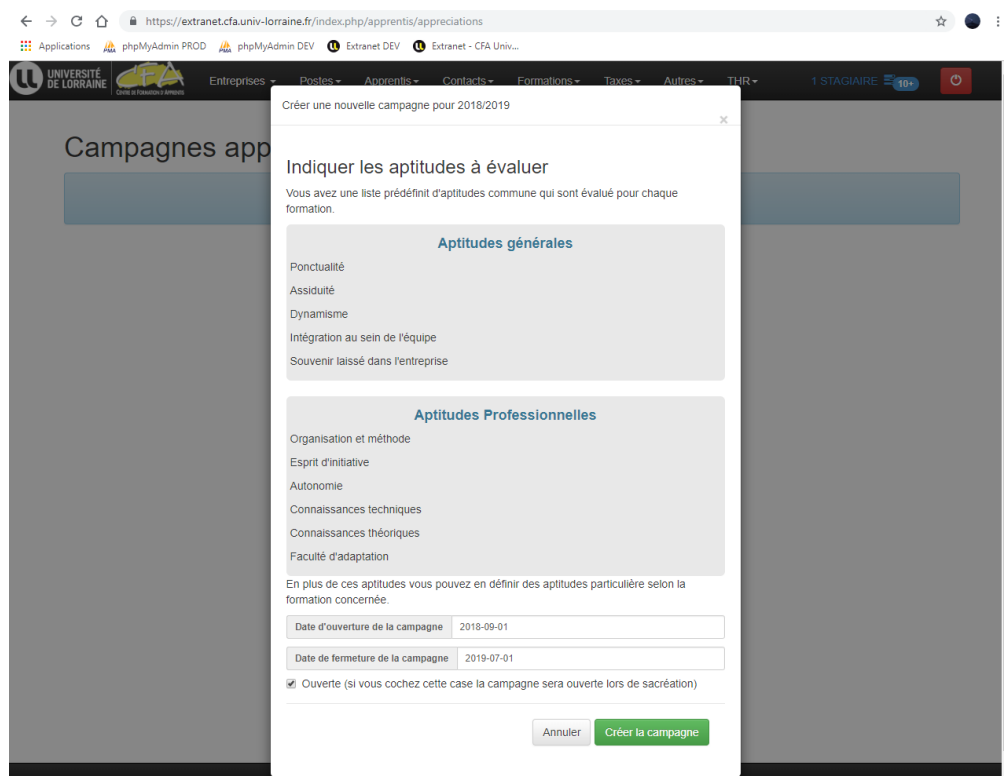 https://extranet.cfa.univ-lorraine.fr/index.php/apprentis/appreciations
Applications phpMyAdmin PROD phpMyAdmin DEV Extranet DEV Extranet - CFA Univ...
UNIVERSITÉ
DE LORRAINE
CFA
CENTRE DE FORMATION D'APPRENTIS
Entreprises Postes Apprentis Contacts Formations Taxes Autres THR 1 STAGIAIRE 10+
Créer une nouvelle campagne pour 2018/2019
×
Campagnes app
Indiquer les aptitudes à évaluer
Vous avez une liste prédéfinit d'aptitudes commune qui sont évalué pour chaque
formation.
Aptitudes générales
Ponctualité
Assiduité
Dynamisme
Intégration au sein de l'équipe
Souvenir laissé dans l'entreprise
Aptitudes Professionnelles
Organisation et méthode
Esprit d'initiative
Autonomie
Connaissances techniques
Connaissances théoriques
Faculté d'adaptation
En plus de ces aptitudes vous pouvez en définir des aptitudes particulière selon la
formation concernée.
Date d'ouverture de la campagne 2018-09-01
Date de fermeture de la campagne 2019-07-01
Ouverte (si vous cochez cette case la campagne sera ouverte lors de sacréation)
Annuler Créer la campagne